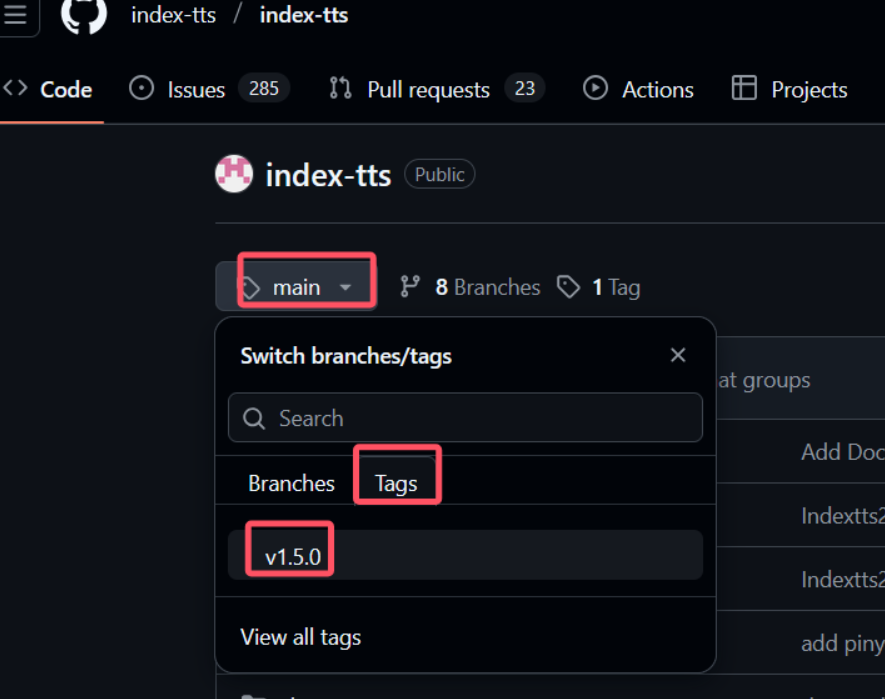 index-tts / index-tts
Code Issues 285 Pull requests 23 Actions Projects
index-tts Public
main 8 Branches 1 Tag
Switch branches/tags
at groups
Search
Add Doc
Branches Tags
Indextts2
v1.5.0
Indextts2
View all tags
add piny